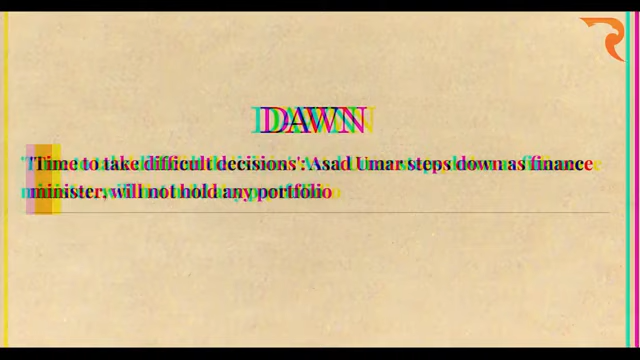 DAWN
'Time to take difficult decisions': Asad Umar steps down as finance
minister, will not hold any portfolio